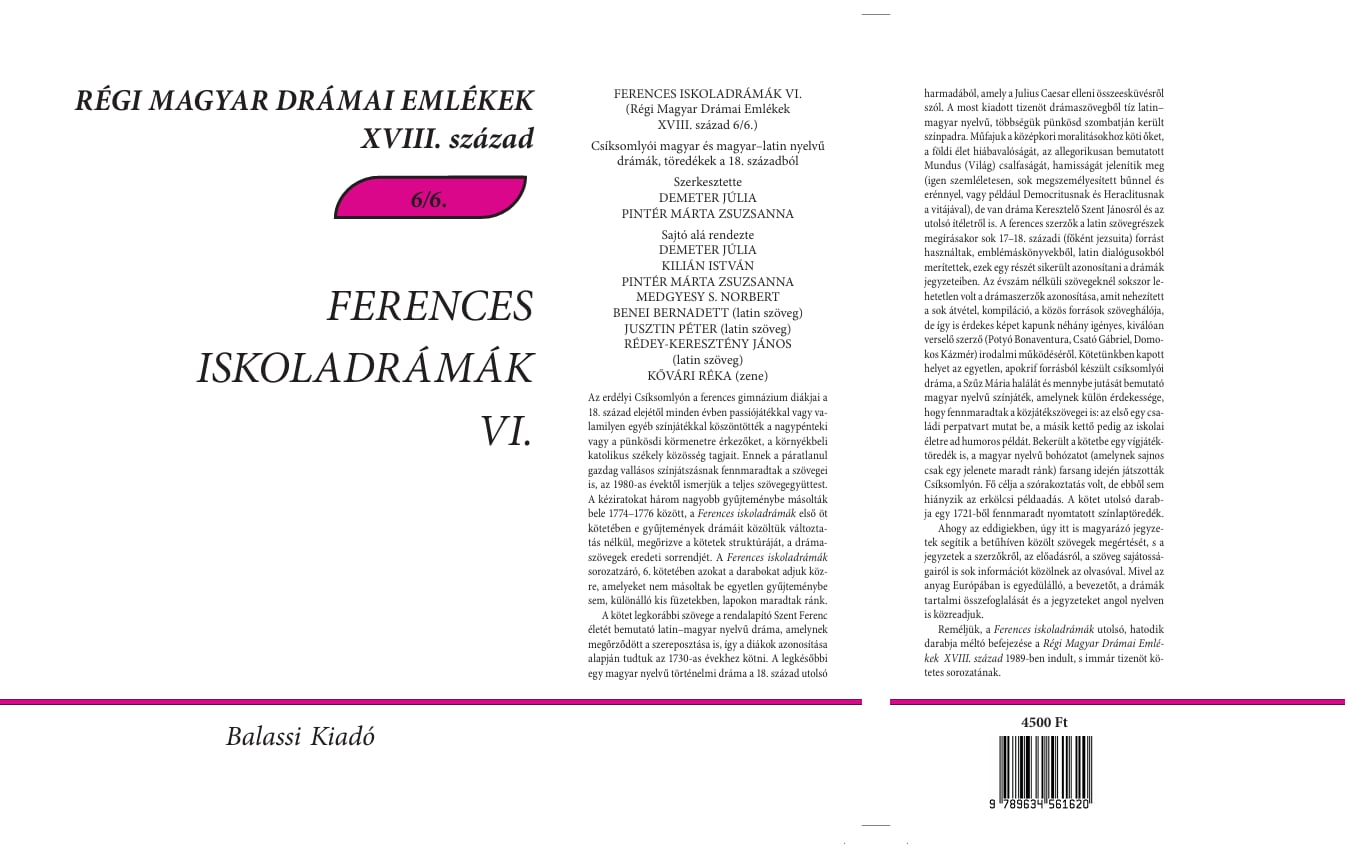 RÉGI MAGYAR DRÁMAI EMLÉKEK
XVIII. század
6/6.
FERENCES
ISKOLADRÁMÁK
VI.
Balassi Kiadó
FERENCES ISKOLADRÁMÁK VI.
(Régi Magyar Drámai Emlékek
XVIII. század 6/6.)
Csíksomlyói magyar és magyar–latin nyelvű
drámák, töredékek a 18. századból
Szerkesztette
DEMETER JÚLIA
PINTÉR MÁRTA ZSUZSANNA
Sajtó alá rendezte
DEMETER JÚLIA
KILIÁN ISTVÁN
PINTÉR MÁRTA ZSUZSANNA
MEDGYESY S. NORBERT
BENEI BERNADETT (latin szöveg)
JUSZTIN PÉTER (latin szöveg)
RÉDEY-KERESZTÉNY JÁNOS
(latin szöveg)
KŐVÁRI RÉKA (zene)
Az erdélyi Csíksomlyón a ferences gimnázium diákjai a
18. század elejétől minden évben passiójátékkal vagy va-
lamilyen egyéb színjátékkal köszöntötték a nagypénteki
vagy a pünkösdi körmenetre érkezőket, a környékbeli
katolikus székely közösség tagjait. Ennek a páratlanul
gazdag vallásos színjátszásnak fennmaradtak a szövegei
is, az 1980-as évektől ismerjük a teljes szövegegyüttest.
A kéziratokat három nagyobb gyűjteménybe másolták
bele 1774–1776 között, a Ferences iskoladrámák első öt
kötetében e gyűjtemények drámáit közöltük változta-
tás nélkül, megőrizve a kötetek struktúráját, a dráma-
szövegek eredeti sorrendjét. A Ferences iskoladrámák
sorozatzáró, 6. kötetében azokat a darabokat adjuk köz-
re, amelyeket nem másoltak be egyetlen gyűjteménybe
sem, különálló kis füzetekben, lapokon maradtak ránk.
A kötet legkorábbi szövege a rendalapító Szent Ferenc
életét bemutató latin–magyar nyelvű dráma, amelynek
megőrződött a szereposztása is, így a diákok azonosítása
alapján tudtuk az 1730-as évekhez kötni. A legkésőbbi
egy magyar nyelvű történelmi dráma a 18. század utolsó
harmadából, amely a Julius Caesar elleni összeesküvésről
szól. A most kiadott tizenöt drámaszövegből tíz latin–
magyar nyelvű, többségük pünkösd szombatján került
színpadra. Műfajuk a középkori moralitásokhoz köti őket,
a földi élet hiábavalóságát, az allegorikusan bemutatott
Mundus (Világ) csalfaságát, hamisságát jelenítik meg
(igen szemléletesen, sok megszemélyesített bűnnel és
erénnyel, vagy például Democritusnak és Heraclitusnak
a vitájával), de van dráma Keresztelő Szent Jánosról és az
utolsó ítéletről is. A ferences szerzők a latin szövegrészek
megírásakor sok 17–18. századi (főként jezsuita) forrást
használtak, emblémáskönyvekből, latin dialógusokból
merítettek, ezek egy részét sikerült azonosítani a drámák
jegyzeteiben. Az évszám nélküli szövegeknél sokszor le-
hetetlen volt a drámaszerzők azonosítása, amit nehezített
a sok átvétel, kompiláció, a közös források szöveghálója,
de így is érdekes képet kapunk néhány igényes, kiválóan
verselő szerző (Potyó Bonaventura, Csató Gábriel, Domo-
kos Kázmér) irodalmi működéséről. Kötetünkben kapott
helyet az egyetlen, apokrif forrásból készült csíksomlyói
dráma, a Szűz Mária halálát és mennybe jutását bemutató
magyar nyelvű színjáték, amelynek külön érdekessége,
hogy fennmaradtak a közjátékszövegei is: az első egy csa-
ládi perpatvart mutat be, a másik kettő pedig az iskolai
életre ad humoros példát. Bekerült a kötetbe egy vígjáték-
töredék is, a magyar nyelvű bohózatot (amelynek sajnos
csak egy jelenete maradt ránk) farsang idején játszották
Csíksomlyón. Fő célja a szórakoztatás volt, de ebből sem
hiányzik az erkölcsi példaadás. A kötet utolsó darab-
ja egy 1721-ből fennmaradt nyomtatott színlaptöredék.
Ahogy az eddigiekben, úgy itt is magyarázó jegyze-
tek segítik a betűhíven közölt szövegek megértését, s a
jegyzetek a szerzőkről, az előadásról, a szöveg sajátossá-
gairól is sok információt közölnek az olvasóval. Mivel az
anyag Európában is egyedülálló, a bevezetőt, a drámák
tartalmi összefoglalását és a jegyzeteket angol nyelven
is közreadjuk.
Reméljük, a Ferences iskoladrámák utolsó, hatodik
darabja méltó befejezése a Régi Magyar Drámai Emlé-
kek XVIII. század 1989-ben indult, s immár tizenöt kö-
tetes sorozatának.
4500 Ft
9 789634 561620